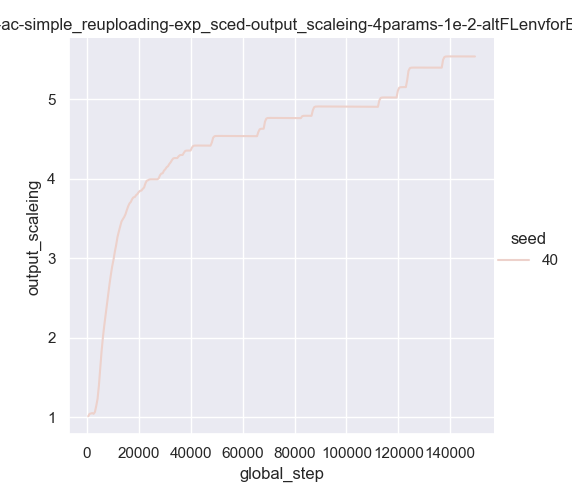 -ac-simple_reuploading-exp_sced-output_scaleing-4params-1e-2-altFLenvforE
5
4
3
2
1
output_scaleing
0 20000 40000 60000 80000 100000 120000 140000
global_step
seed
40